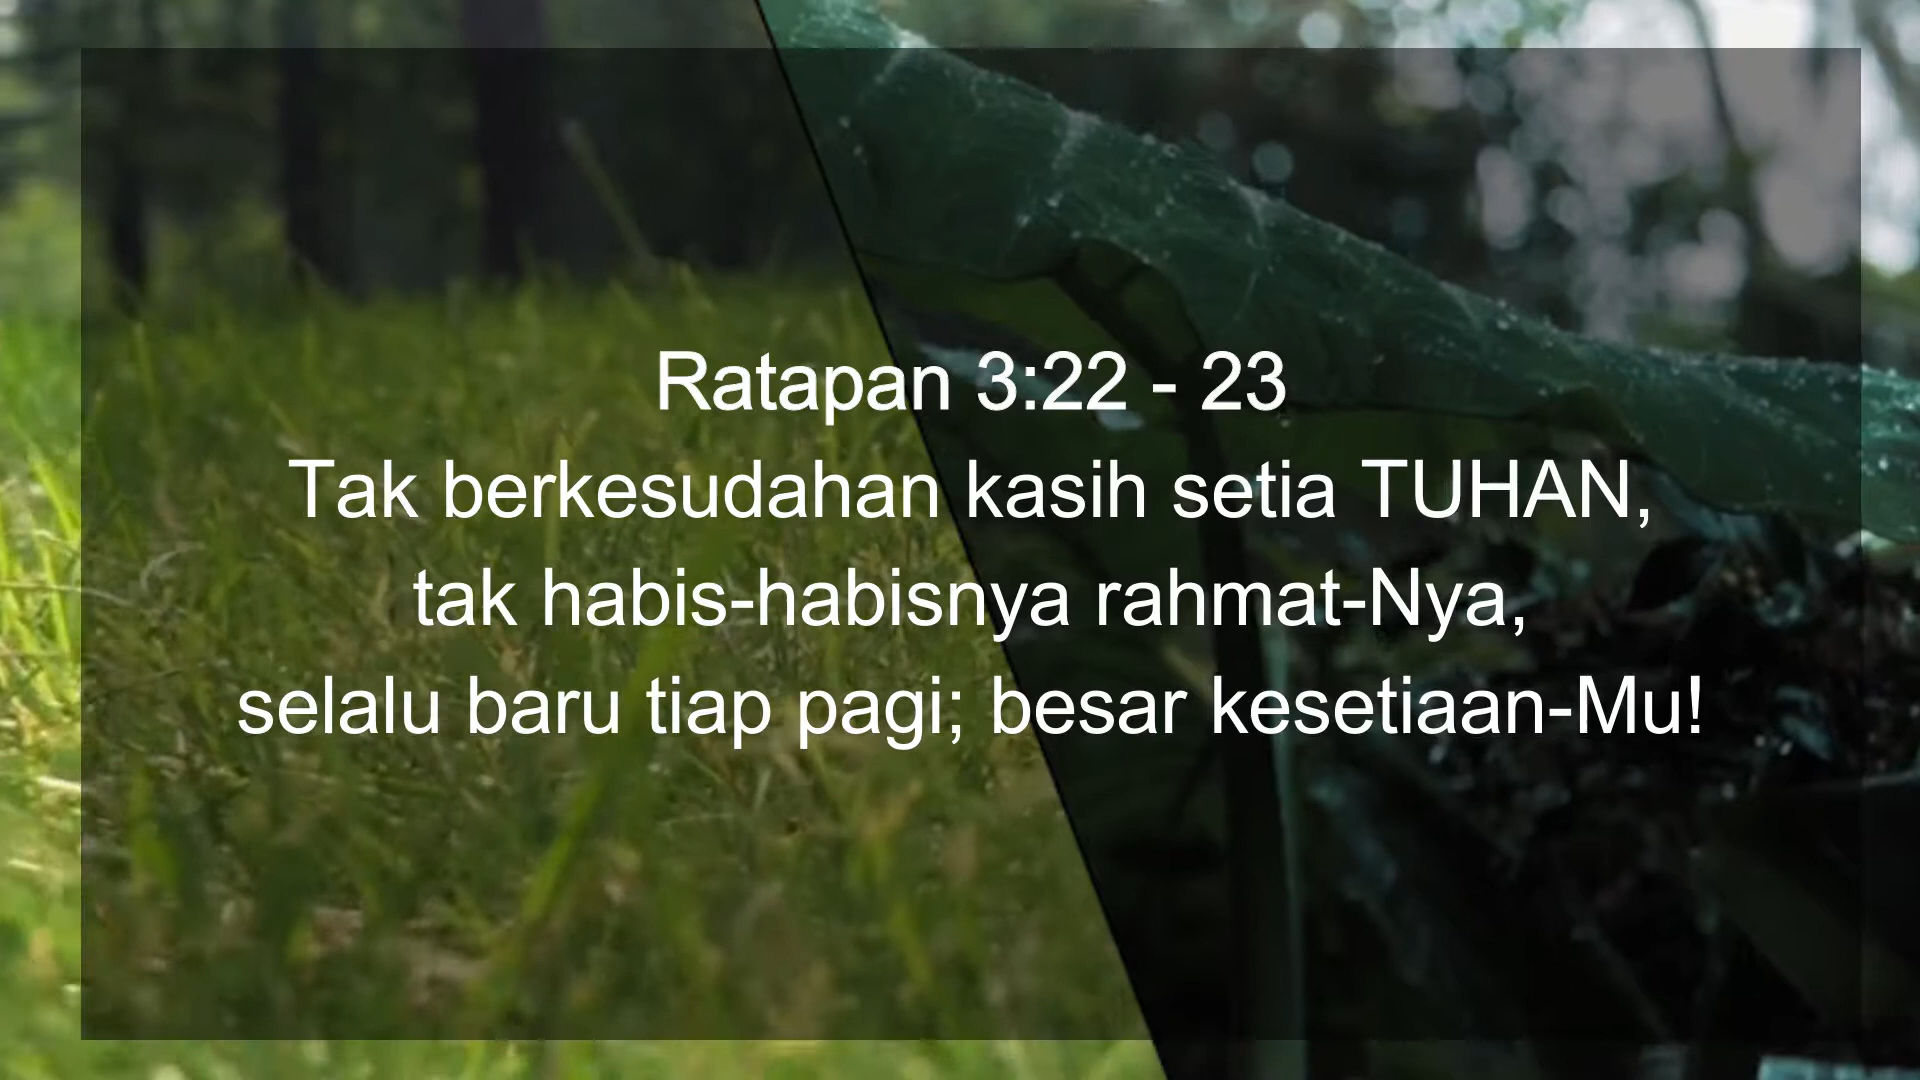 Ratapan 3:22 - 23
Tak berkesudahan kasih setia TUHAN,
tak habis-habisnya rahmat-Nya,
selalu baru tiap pagi; besar kesetiaan-Mu!